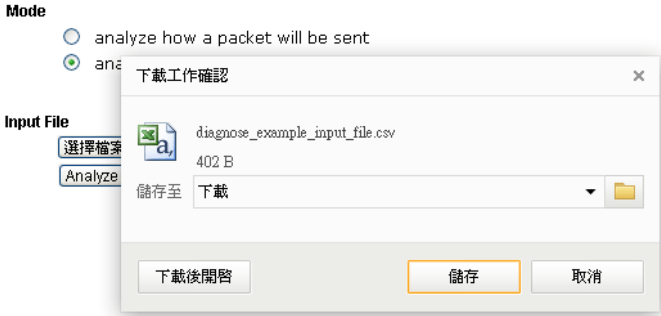 Mode
analyze how a packet will be sent
ana
下載工作確認
diagnose_example_input_file.csv
Input File
選擇檔案
402 B
Analyze
儲存至 下載
下載後開啓 儲存 取消